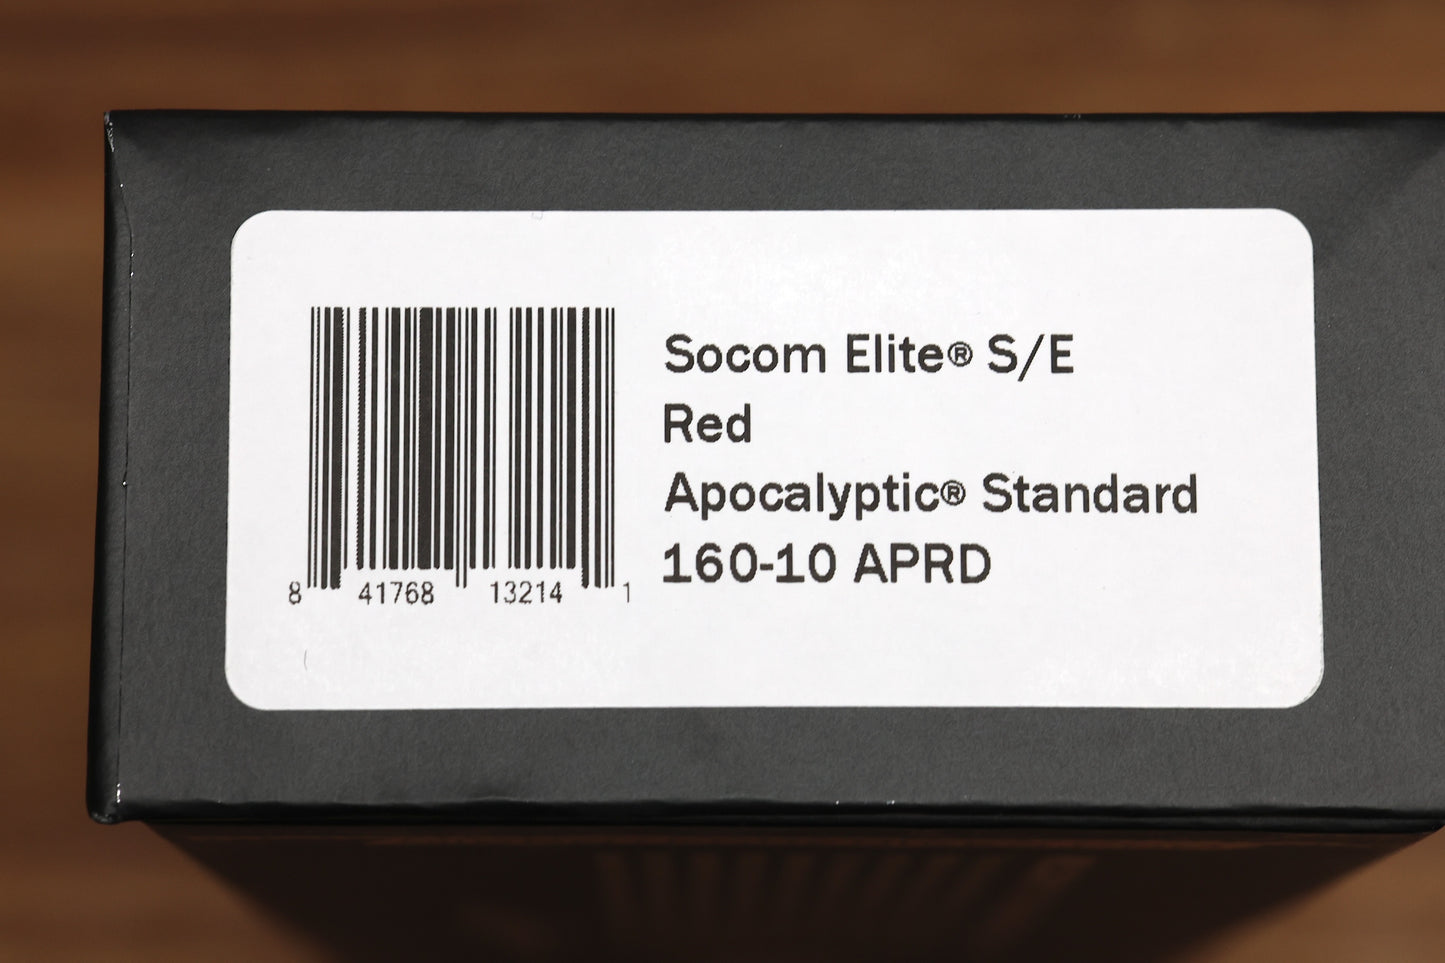 Socom Elite® S/E
Red
Apocalyptic® Standard
160-10 APRD
8 41768 13214 1